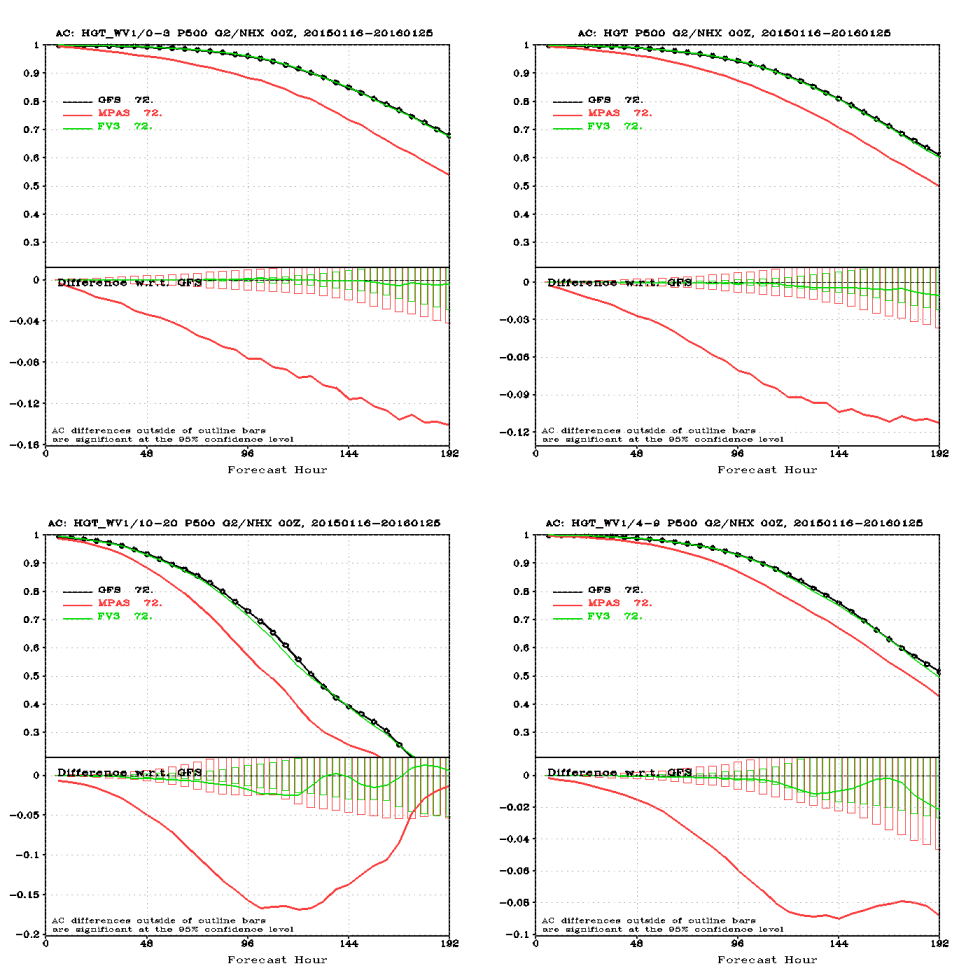 AC: HGT_WV1/0-3 P500 G2/NHX 00Z, 20150116-20160125
1
0.9
0.8
0.7
0.6
0.5
0.4
0.3
GFS 72.
MPAS 72.
FV3 72.
Difference w.r.t. GFS
0
-0.04
-0.08
-0.12
-0.16
AC differences outside of outline bars
are significant at the 95% confidence level
0 48 96 144 192
Forecast Hour
AC: HGT P500 G2/NHX 00Z, 20150116-20160125
1
0.9
0.8
0.7
0.6
0.5
0.4
0.3
GFS 72.
MPAS 72.
FV3 72.
Difference w.r.t. GFS
0
-0.03
-0.06
-0.09
-0.12
AC differences outside of outline bars
are significant at the 95% confidence level
0 48 96 144 192
Forecast Hour
AC: HGT_WV1/10-20 P500 G2/NHX 00Z, 20150116-20160125
1
0.9
0.8
0.7
0.6
0.5
0.4
0.3
GFS 72.
MPAS 72.
FV3 72.
Difference w.r.t. GFS
0
-0.05
-0.1
-0.15
-0.2
AC differences outside of outline bars
are significant at the 95% confidence level
0 48 96 144 192
Forecast Hour
AC: HGT_WV1/4-9 P500 G2/NHX 00Z, 20150116-20160125
1
0.9
0.8
0.7
0.6
0.5
0.4
0.3
GFS 72.
MPAS 72.
FV3 72.
Difference w.r.t. GFS
0
-0.02
-0.04
-0.06
-0.08
-0.1
AC differences outside of outline bars
are significant at the 95% confidence level
0 48 96 144 192
Forecast Hour